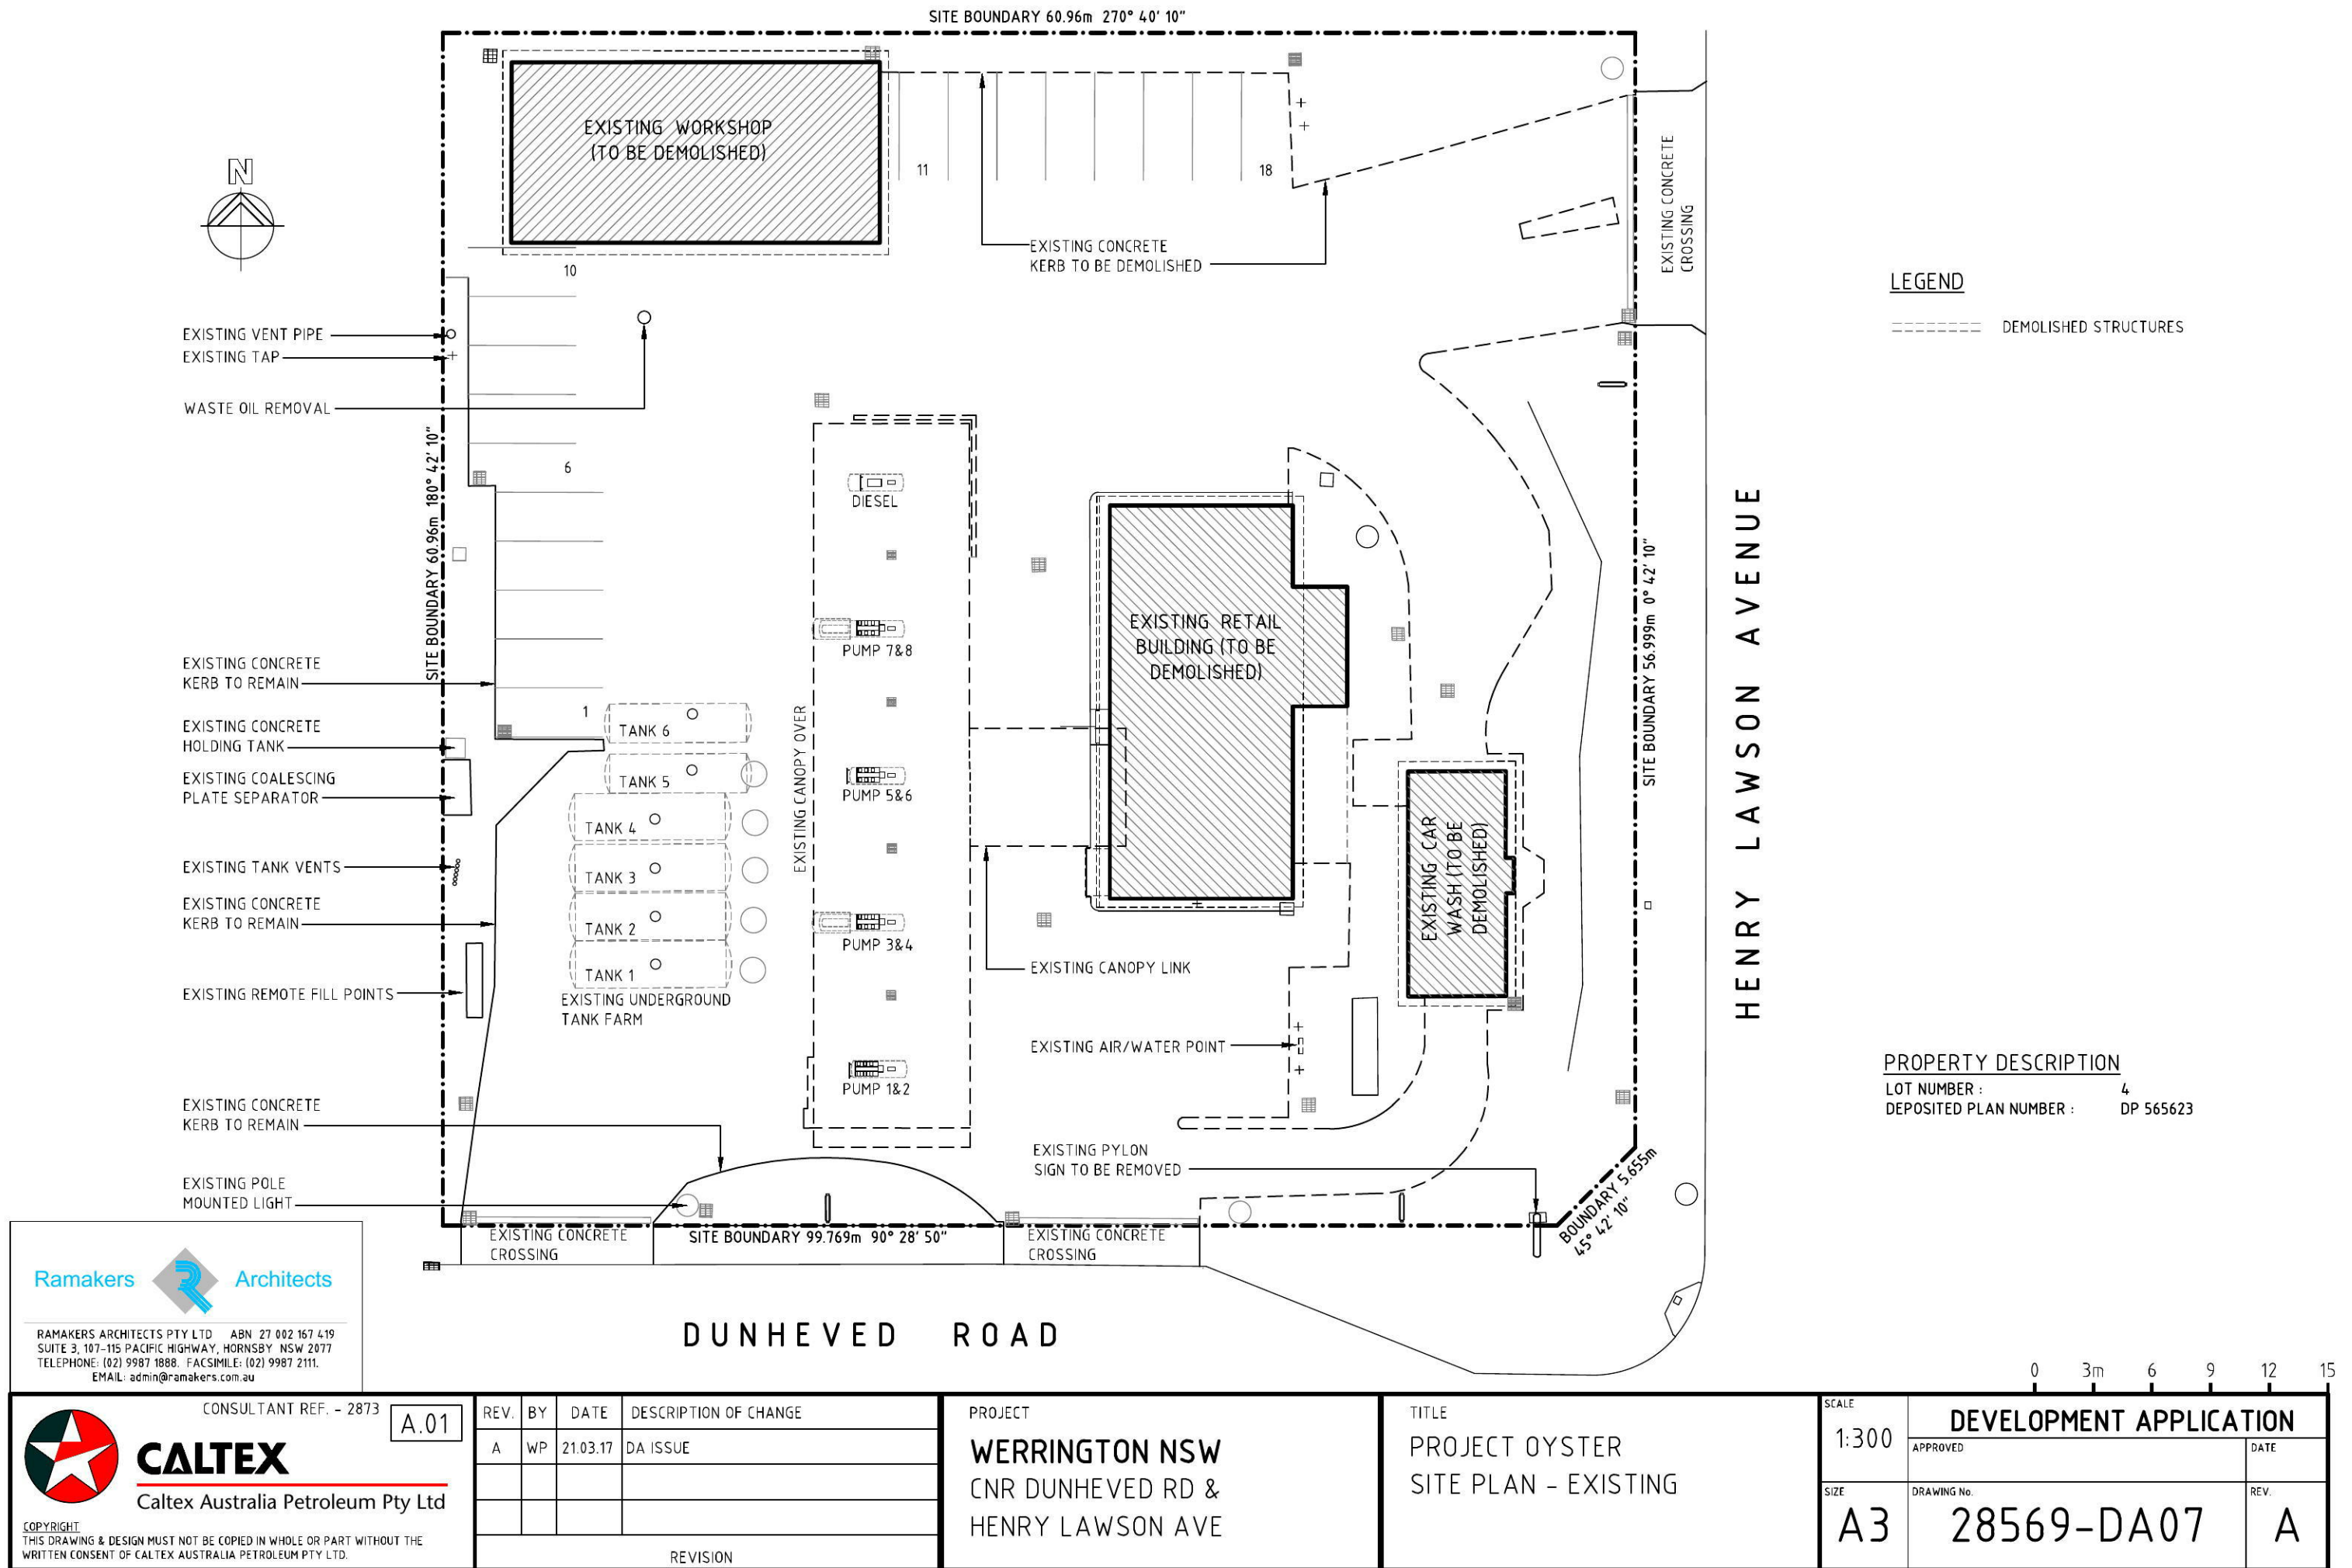 SITE BOUNDARY 60.96m 270° 40' 10"
EXISTING WORKSHOP
(TO BE DEMOLISHED)
N
11
18
EXISTING CONCRETE
CROSSING
EXISTING CONCRETE
KERB TO BE DEMOLISHED
10
LEGEND
DEMOLISHED STRUCTURES
EXISTING VENT PIPE
EXISTING TAP
WASTE OIL REMOVAL
SITE BOUNDARY 60.96m 180° 42' 10"
6
DIESEL
PUMP 7&8
EXISTING RETAIL
BUILDING (TO BE
DEMOLISHED)
SITE BOUNDARY 56.999m 0° 42' 10"
HENRY LAWSON AVENUE
EXISTING CONCRETE
KERB TO REMAIN
1
EXISTING CONCRETE
HOLDING TANK
EXISTING COALESCING
PLATE SEPARATOR
TANK 6
TANK 5
TANK 4
TANK 3
TANK 2
TANK 1
EXISTING UNDERGROUND
TANK FARM
EXISTING CANOPY OVER
PUMP 5&6
PUMP 3&4
PUMP 1&2
EXISTING CAR
WASH (TO BE
DEMOLISHED)
EXISTING TANK VENTS
EXISTING CONCRETE
KERB TO REMAIN
EXISTING REMOTE FILL POINTS
EXISTING CANOPY LINK
EXISTING AIR/WATER POINT
PROPERTY DESCRIPTION
LOT NUMBER : 4
DEPOSITED PLAN NUMBER : DP 565623
EXISTING CONCRETE
KERB TO REMAIN
EXISTING PYLON
SIGN TO BE REMOVED
EXISTING POLE
MOUNTED LIGHT
BOUNDARY 5.655m
45° 42' 10"
EXISTING CONCRETE
CROSSING
SITE BOUNDARY 99.769m 90° 28' 50"
EXISTING CONCRETE
CROSSING
DUNHEVED ROAD
Ramakers Architects
RAMAKERS ARCHITECTS PTY LTD ABN 27 002 167 419
SUITE 3, 107-115 PACIFIC HIGHWAY, HORNSBY NSW 2077
TELEPHONE: (02) 9987 1888. FACSIMILE: (02) 9987 2111.
EMAIL: admin@ramakers.com.au
0 3m 6 9 12 15
CONSULTANT REF. - 2873
A.01
CALTEX
Caltex Australia Petroleum Pty Ltd
COPYRIGHT
THIS DRAWING & DESIGN MUST NOT BE COPIED IN WHOLE OR PART WITHOUT THE
WRITTEN CONSENT OF CALTEX AUSTRALIA PETROLEUM PTY LTD.
REV. BY DATE DESCRIPTION OF CHANGE
A WP 21.03.17 DA ISSUE
REVISION
PROJECT
WERRINGTON NSW
CNR DUNHEVED RD &
HENRY LAWSON AVE
TITLE
PROJECT OYSTER
SITE PLAN - EXISTING
SCALE
1:300
DEVELOPMENT APPLICATION
APPROVED
DATE
SIZE
A3
DRAWING No.
28569-DA07
REV.
A